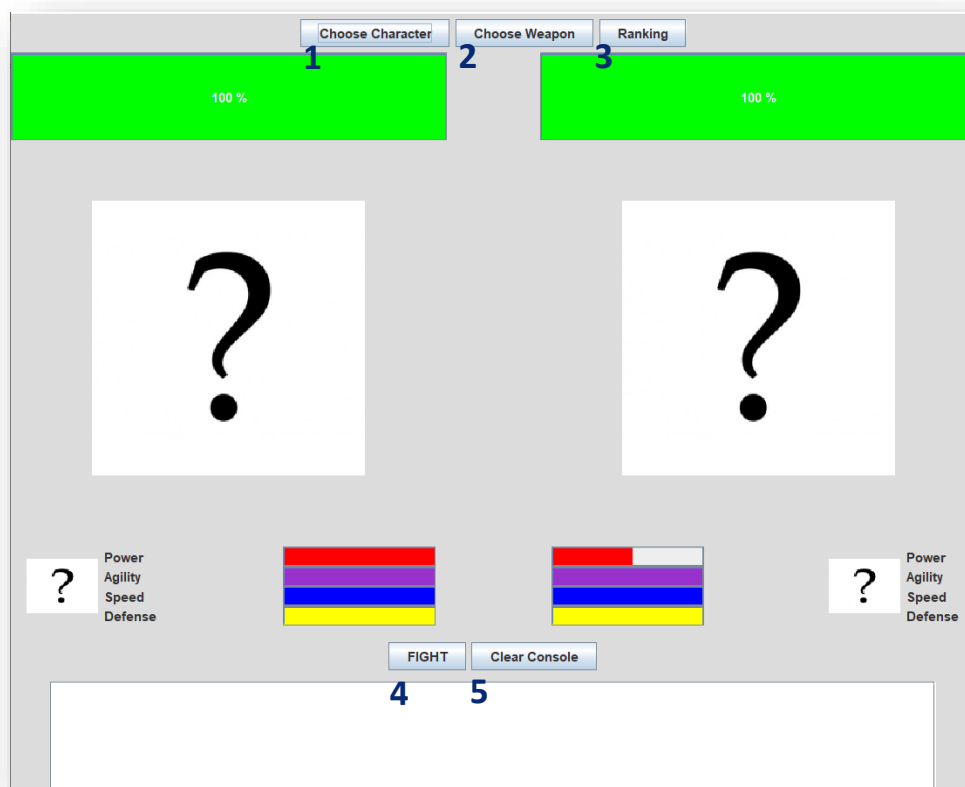 Choose Character Choose Weapon Ranking
1 2 3
100 % 100 %
? ?
Power Power
? Agility ? Agility
Speed Speed
Defense Defense
FIGHT Clear Console
4 5